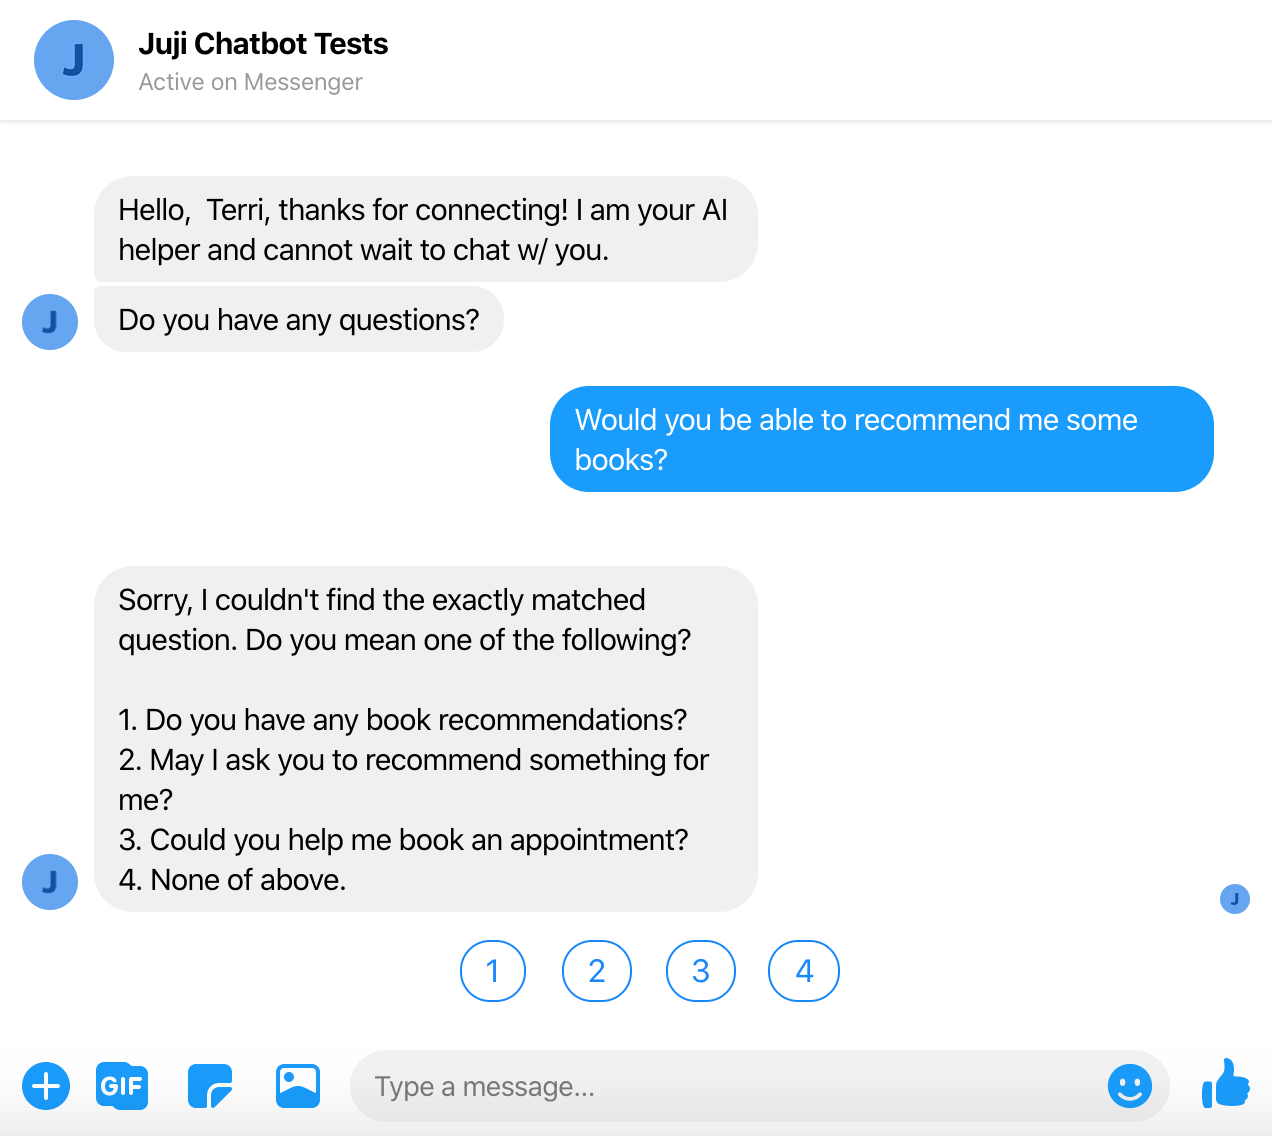 J
Juji Chatbot Tests
Active on Messenger
Hello,  Terri, thanks for connecting! I am your AI
helper and cannot wait to chat w/ you.
J
Do you have any questions?
Would you be able to recommend me some
books?
Sorry, I couldn't find the exactly matched
question. Do you mean one of the following?
1. Do you have any book recommendations?
2. May I ask you to recommend something for
me?
3. Could you help me book an appointment?
4. None of above.
J
J
1 2 3 4
GIF
Type a message...